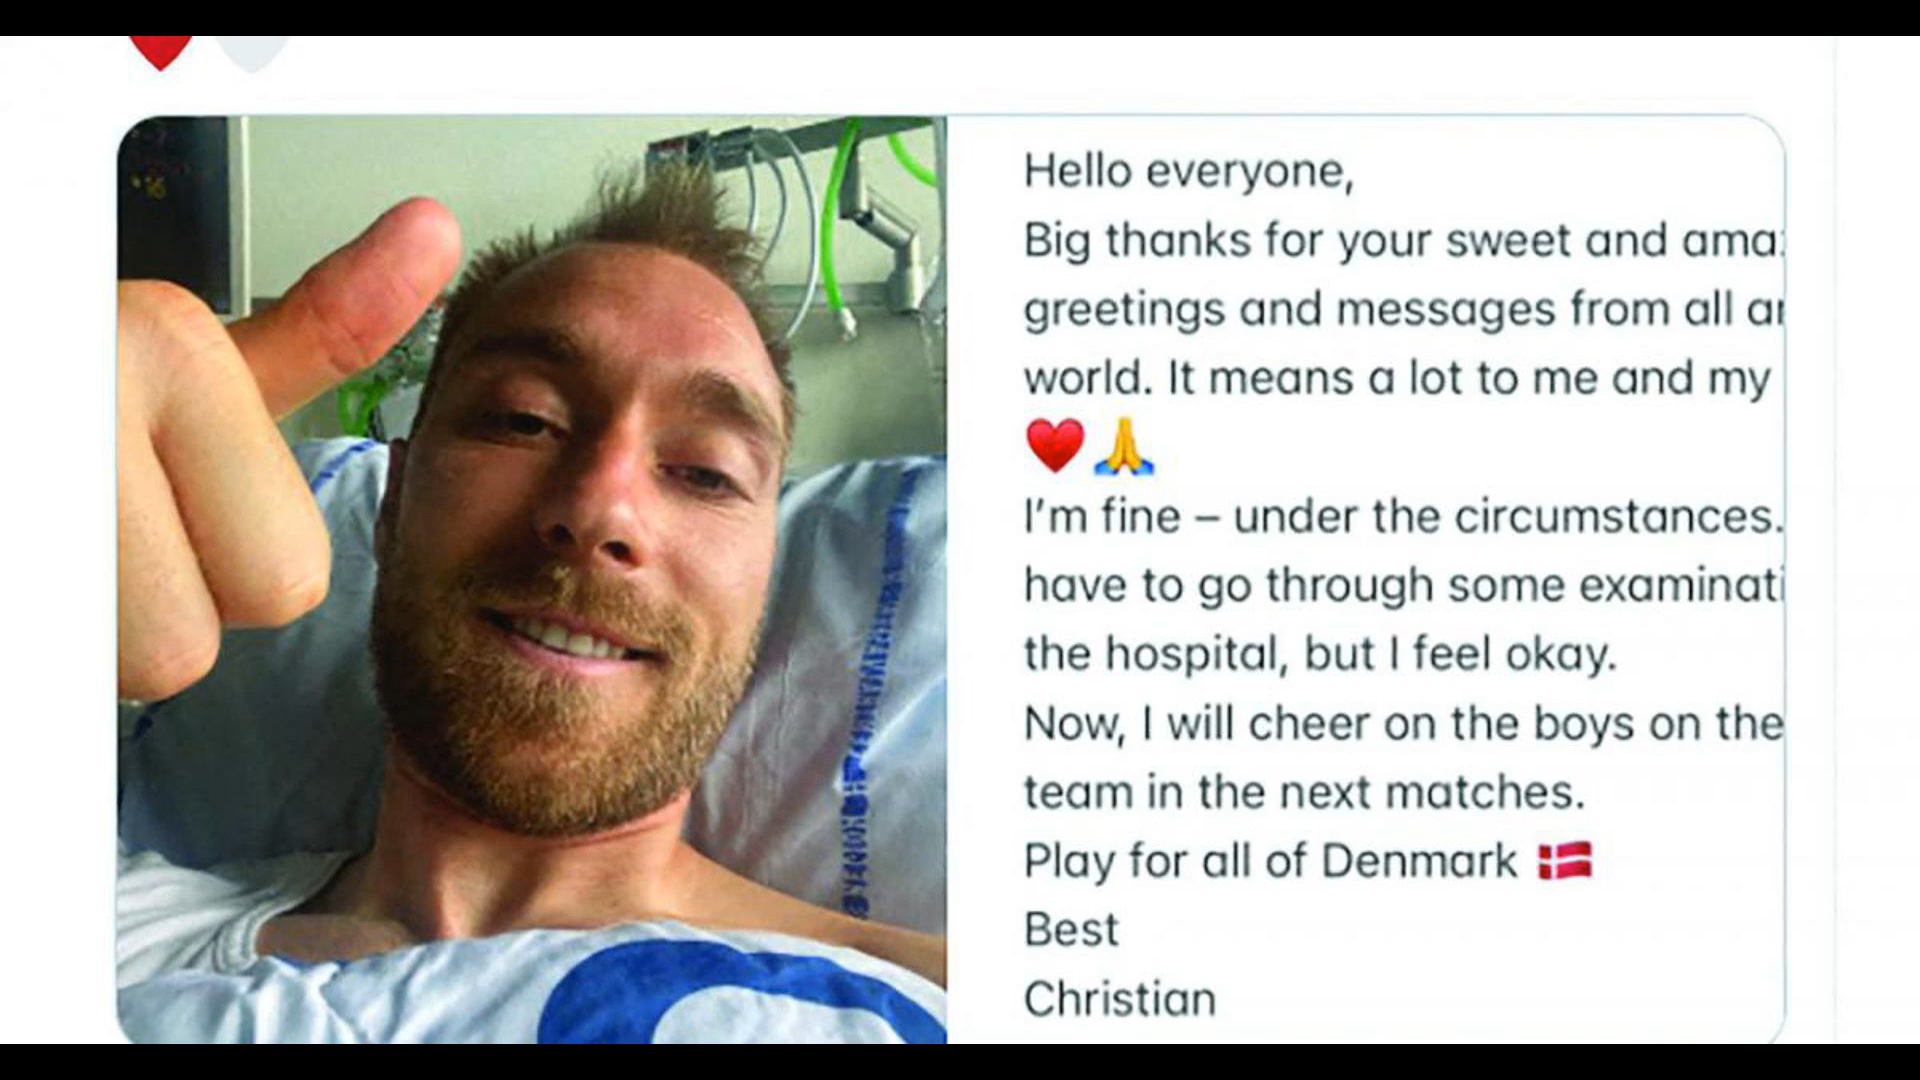 Hello everyone,
Big thanks for your sweet and
greetings and messages from all
world. It means a lot to me and my
❤️🙏
I'm fine – under the circumstances.
have to go through some
the hospital, but I feel okay.
Now, I will cheer on the boys on the
team in the next matches.
Play for all of Denmark 🇩🇰
Best
Christian